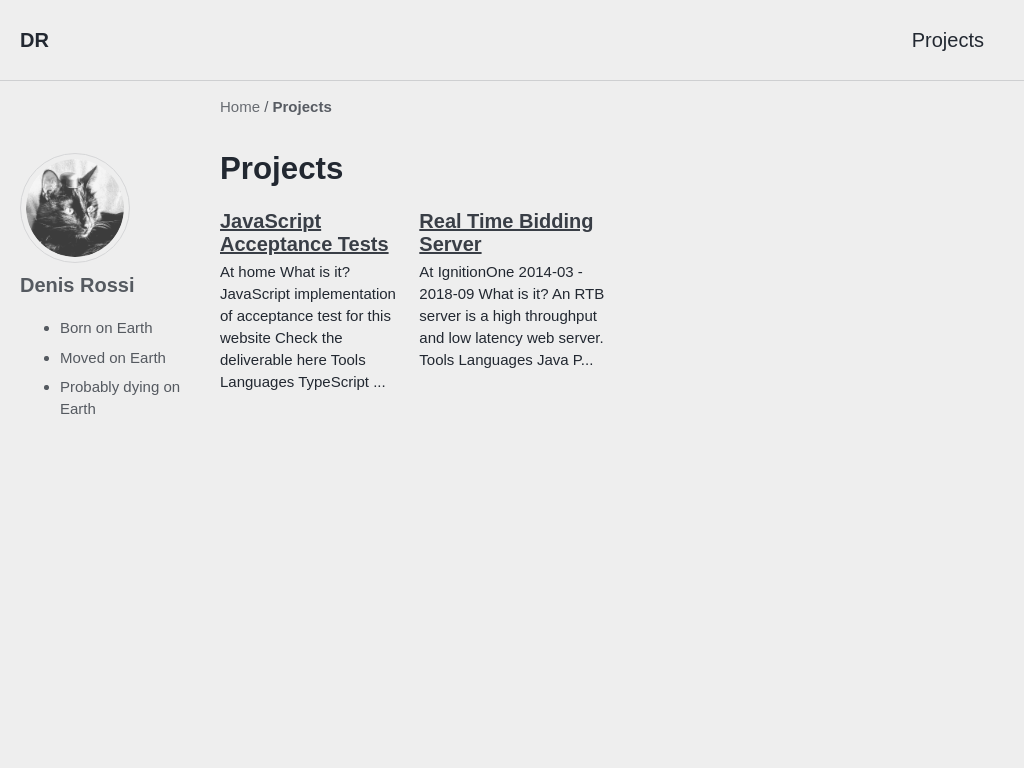 DR
Projects
Home / Projects
Denis Rossi
Born on Earth
Moved on Earth
Probably dying on
Earth
Projects
JavaScript
Acceptance Tests
At home What is it?
JavaScript implementation
of acceptance test for this
website Check the
deliverable here Tools
Languages TypeScript ...
Real Time Bidding
Server
At IgnitionOne 2014-03 -
2018-09 What is it? An RTB
server is a high throughput
and low latency web server.
Tools Languages Java P...